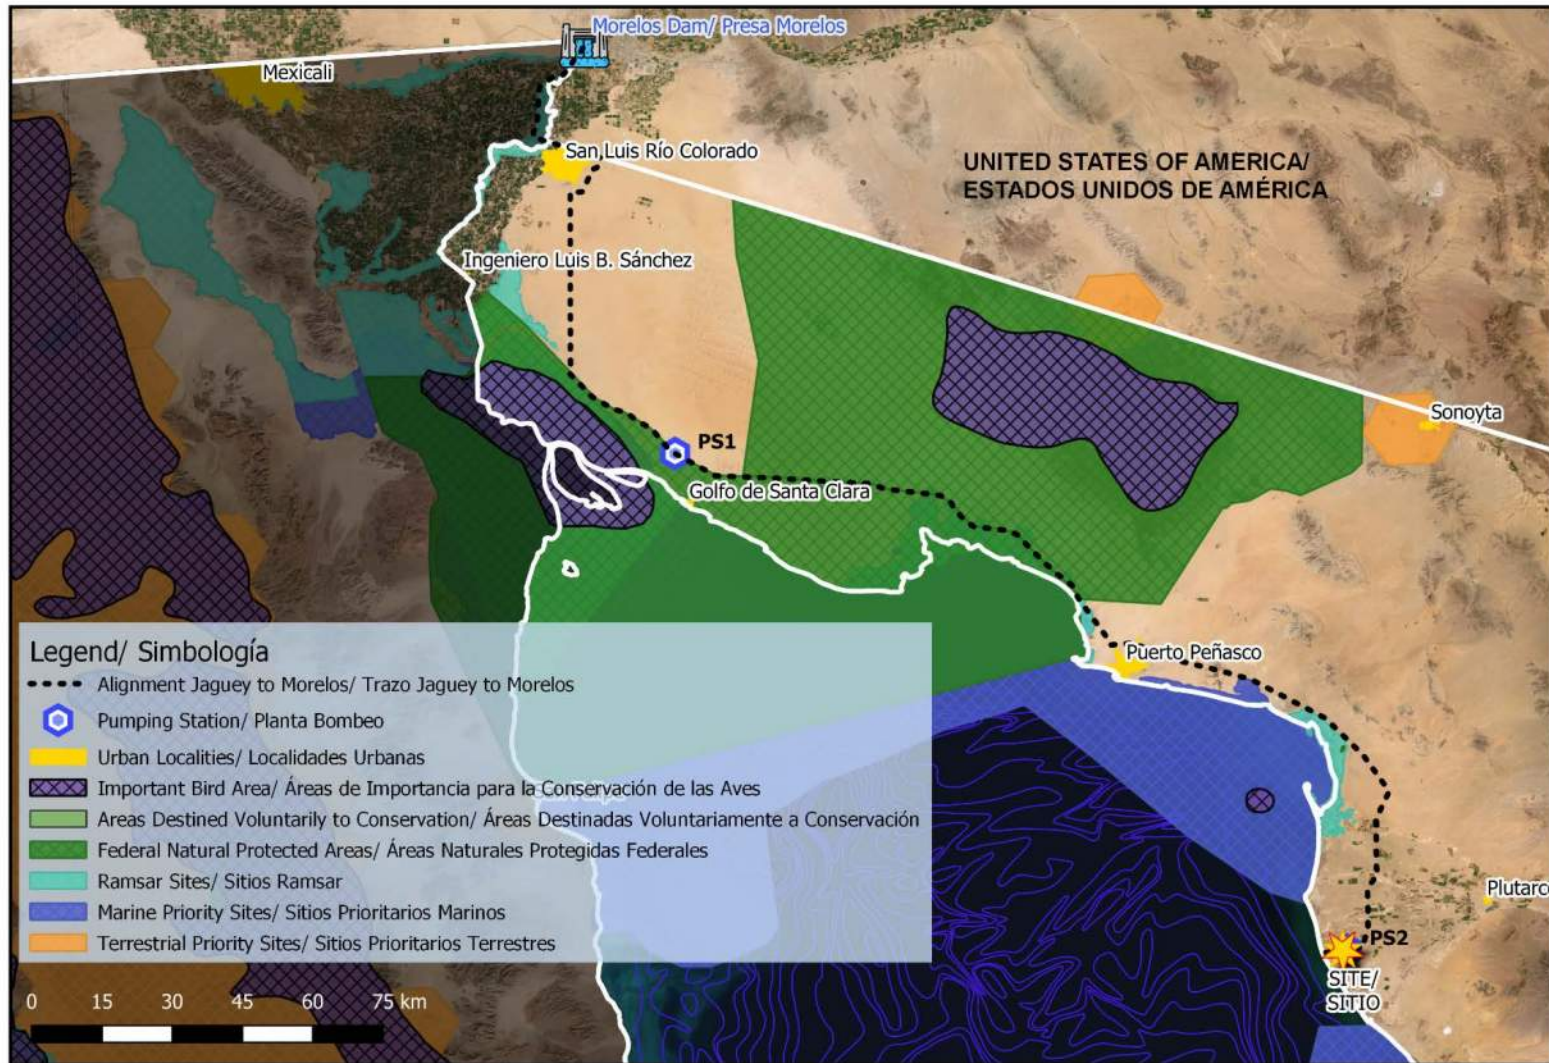 Morelos Dam/ Presa Morelos
Mexicali
San Luis Río Colorado
UNITED STATES OF AMERICA/
ESTADOS UNIDOS DE AMÉRICA
Ingeniero Luis B. Sánchez
Sonoyta
PS1
Golfo de Santa Clara
Puerto Peñasco
Plutarco
PS2
SITE/
SITIO
Legend/ Simbología
Alignment Jaguey to Morelos/ Trazo Jaguey to Morelos
Pumping Station/ Planta Bombeo
Urban Localities/ Localidades Urbanas
Important Bird Area/ Áreas de Importancia para la Conservación de las Aves
Areas Destined Voluntarily to Conservation/ Áreas Destinadas Voluntariamente a Conservación
Federal Natural Protected Areas/ Áreas Naturales Protegidas Federales
Ramsar Sites/ Sitios Ramsar
Marine Priority Sites/ Sitios Prioritarios Marinos
Terrestrial Priority Sites/ Sitios Prioritarios Terrestres
0 15 30 45 60 75 km